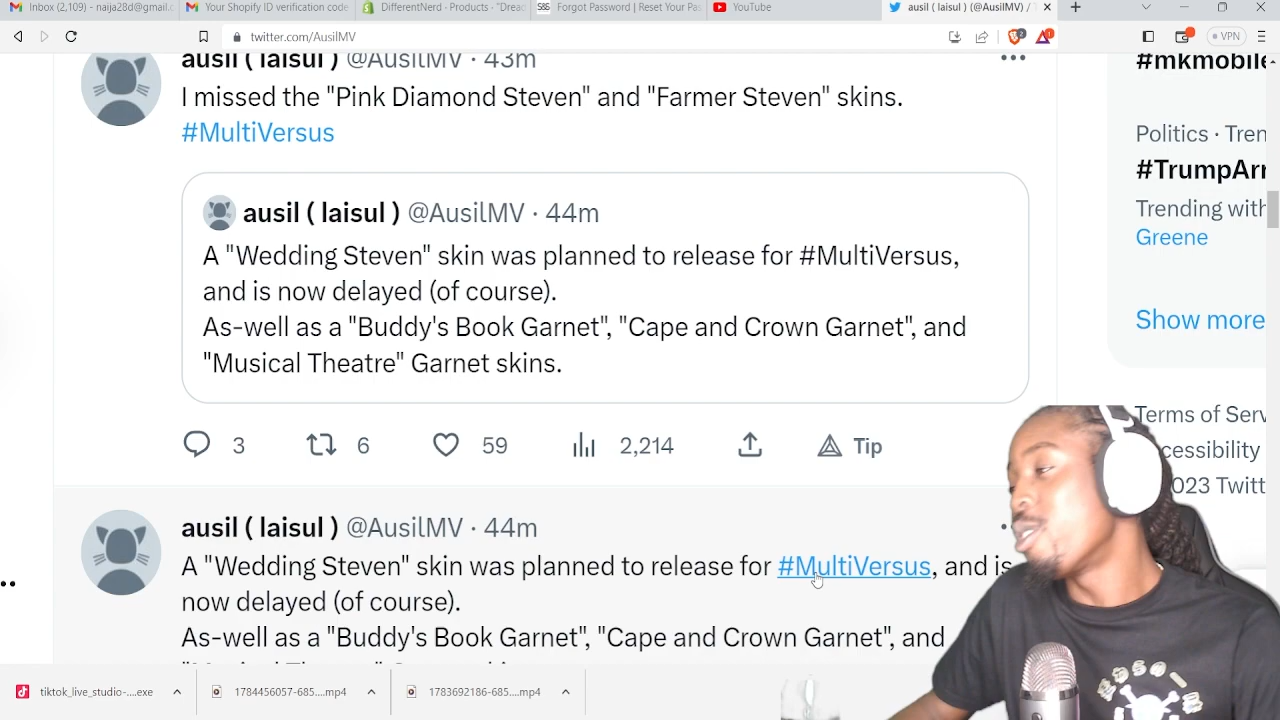 Inbox (2,109) - naija28d@gmail.c
Your Shopify ID verification code
DifferentNerd · Products · "Drea
Forgot Password | Reset Your Pas
YouTube
ausil ( laisul ) (@AusilMV) / T
twitter.com/AusilMV
VPN
ausil ( laisul ) @AusilMV · 43m
I missed the "Pink Diamond Steven" and "Farmer Steven" skins.
#MultiVersus
ausil ( laisul ) @AusilMV · 44m
A "Wedding Steven" skin was planned to release for #MultiVersus,
and is now delayed (of course).
As-well as a "Buddy's Book Garnet", "Cape and Crown Garnet", and
"Musical Theatre" Garnet skins.
3 6 59 2,214 Tip
ausil ( laisul ) @AusilMV · 44m
A "Wedding Steven" skin was planned to release for #MultiVersus, and is
now delayed (of course).
As-well as a "Buddy's Book Garnet", "Cape and Crown Garnet", and
#mkmobile
Politics · Tren
#TrumpArr
Trending with
Greene
Show more
Terms of Serv
cessibility
023 Twitt
tiktok_live_studio-....exe
1784456057-685....mp4
1783692186-685....mp4